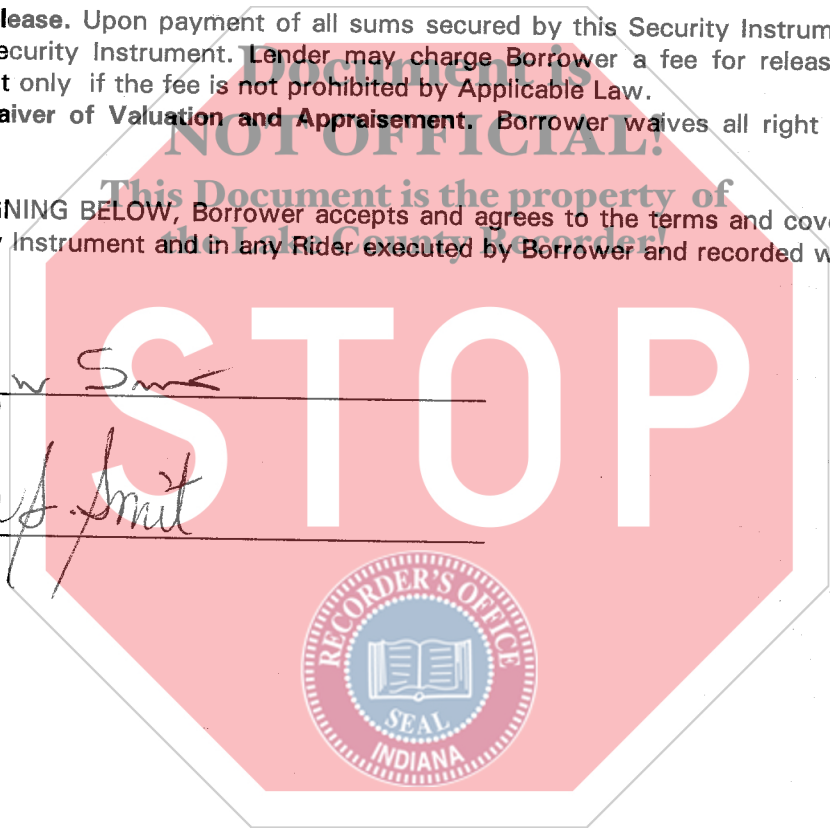 lease. Upon payment of all sums secured by this Security Instrum
ecurity Instrument. Lender may charge Borrower a fee for releas
Document is
t only if the fee is not prohibited by Applicable Law.
aiver of Valuation and Appraisement. Borrower waives all right
NOT OFFICIAL!
This Document is the property of
GNING BELOW, Borrower accepts and agrees to the terms and cove
the Lake County Recorder!
y Instrument and in any Rider executed by Borrower and recorded w
STOP
A. Smit
RECORDER'S OFFICE
SEAL
INDIANA